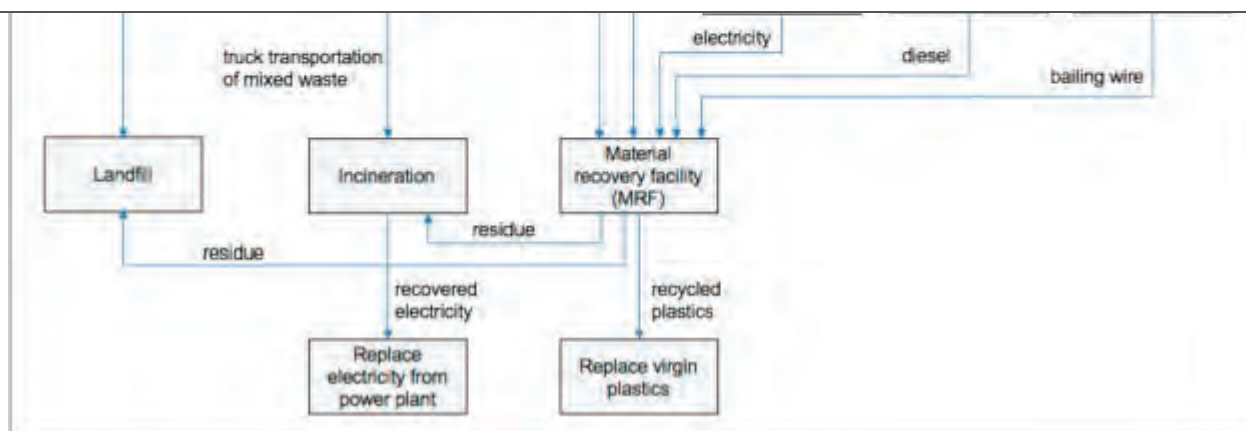 electricity
truck transportation
of mixed waste
diesel
bailing wire
Landfill
Incineration
Material
recovery facility
(MRF)
residue
residue
recovered
electricity
recycled
plastics
Replace
electricity from
power plant
Replace virgin
plastics